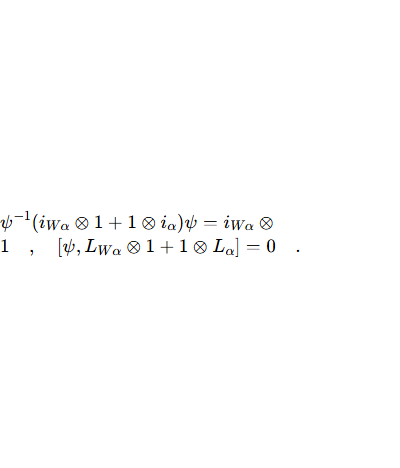 ψ⁻¹(i_{Wα} ⊗ 1 + 1 ⊗ i_α)ψ = i_{Wα} ⊗
1 , [ψ, L_{Wα} ⊗ 1 + 1 ⊗ L_α] = 0 .